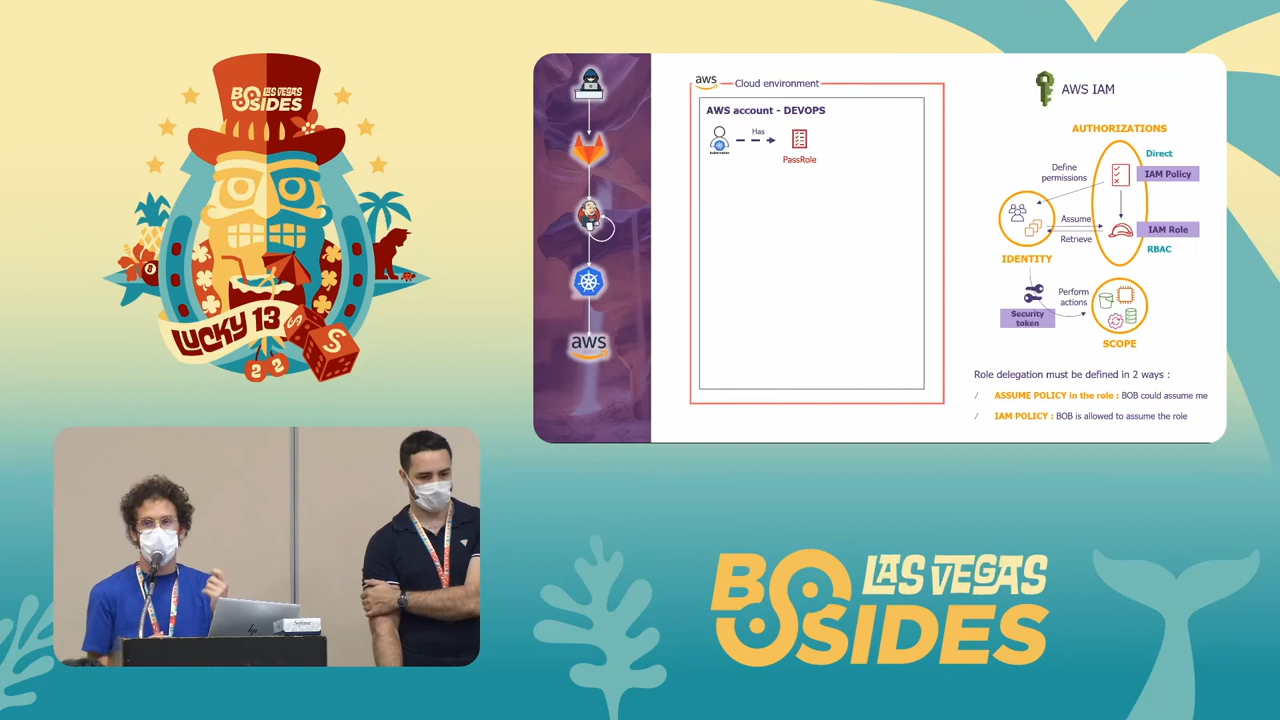 BSIDES LAS VEGAS
LUCKY 13
22
8
aws
Cloud environment
AWS account - DEVOPS
Has
PassRole
aws
AWS IAM
AUTHORIZATIONS
Direct
Define
permissions
IAM Policy
Assume
Retrieve
IAM Role
RBAC
IDENTITY
Perform
actions
Security
token
SCOPE
Role delegation must be defined in 2 ways :
/ ASSUME POLICY in the role : BOB could assume me
/ IAM POLICY : BOB is allowed to assume the role
hp
BSIDES LAS VEGAS